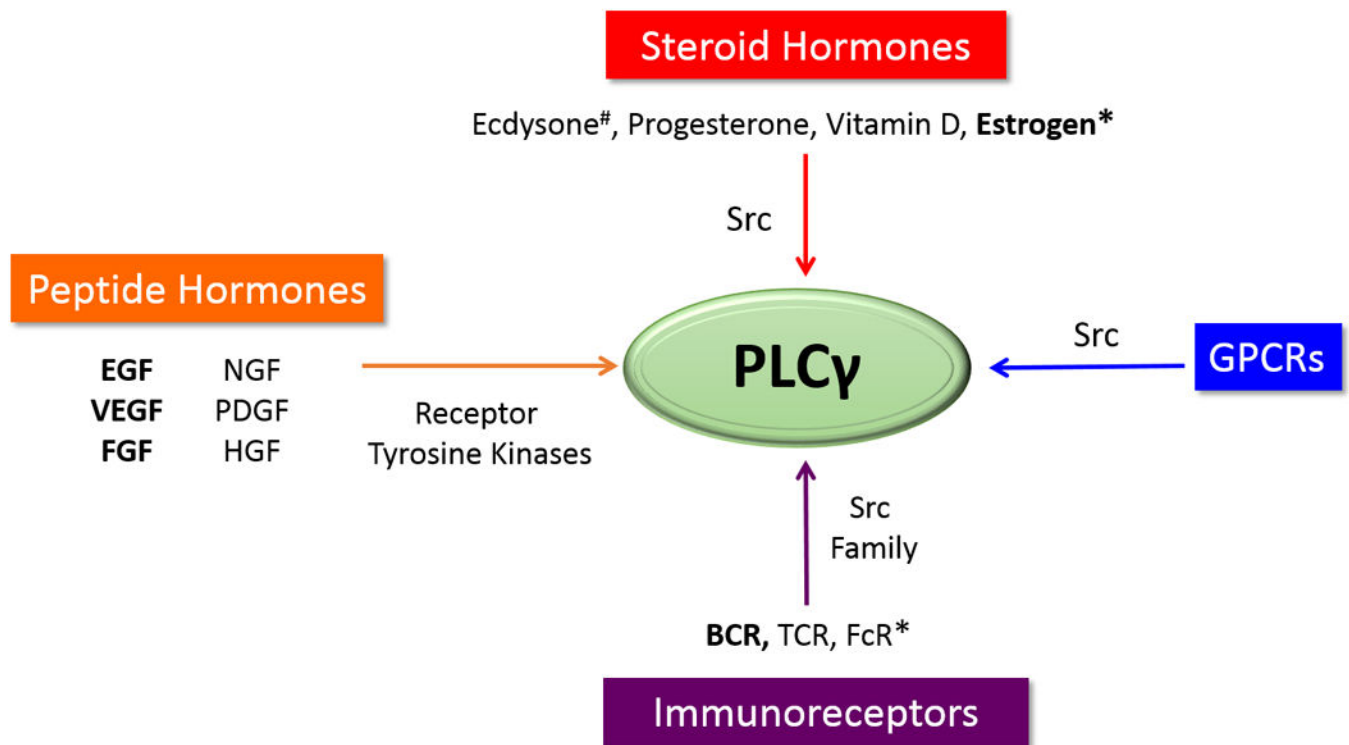 Steroid Hormones
Ecdysone#, Progesterone, Vitamin D, Estrogen*
Src
Peptide Hormones
EGF NGF
VEGF PDGF
FGF HGF
Receptor
Tyrosine Kinases
PLCγ
Src
GPCRs
Src
Family
BCR, TCR, FcR*
Immunoreceptors